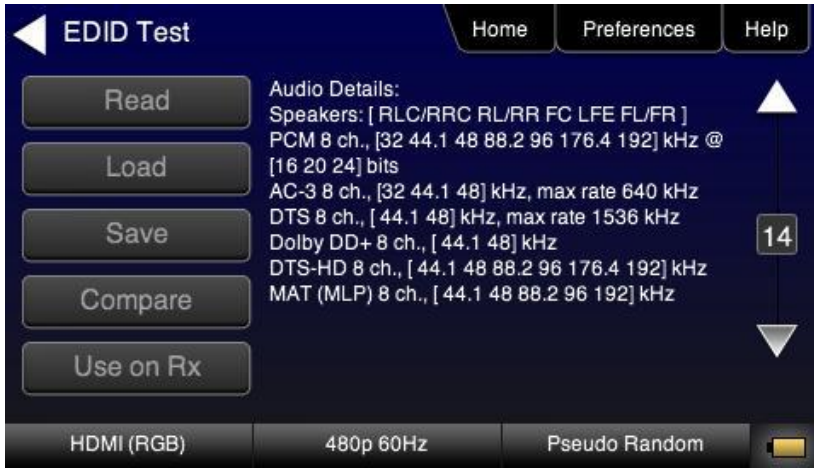 EDID Test
Home
Preferences
Help
Read
Load
Save
Compare
Use on Rx
Audio Details:
Speakers: [ RLC/RRC RL/RR FC LFE FL/FR ]
PCM 8 ch., [32 44.1 48 88.2 96 176.4 192] kHz @
[16 20 24] bits
AC-3 8 ch., [32 44.1 48] kHz, max rate 640 kHz
DTS 8 ch., [ 44.1 48] kHz, max rate 1536 kHz
Dolby DD+ 8 ch., [ 44.1 48] kHz
DTS-HD 8 ch., [ 44.1 48 88.2 96 176.4 192] kHz
MAT (MLP) 8 ch., [ 44.1 48 88.2 96 192] kHz
14
HDMI (RGB)
480p 60Hz
Pseudo Random